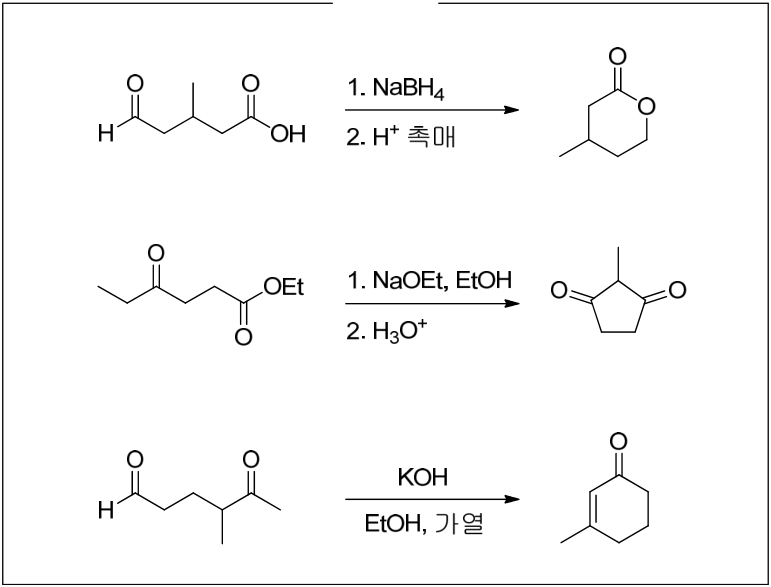 O O O
1. NaBH₄
H OH O
2. H⁺ 촉매
O
OEt 1. NaOEt, EtOH O O
O 2. H₃O⁺
O O O
KOH
H
EtOH, 가열